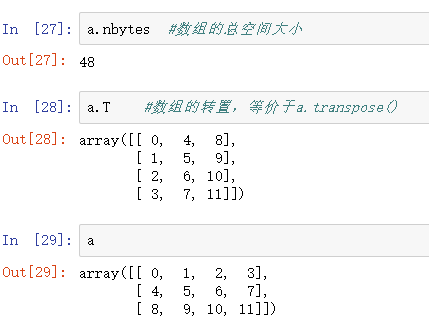 In [27]: a.nbytes #数组的总空间大小
Out[27]: 48
In [28]: a.T #数组的转置，等价于a.transpose()
Out[28]: array([[ 0, 4, 8],
[ 1, 5, 9],
[ 2, 6, 10],
[ 3, 7, 11]])
In [29]: a
Out[29]: array([[ 0, 1, 2, 3],
[ 4, 5, 6, 7],
[ 8, 9, 10, 11]])